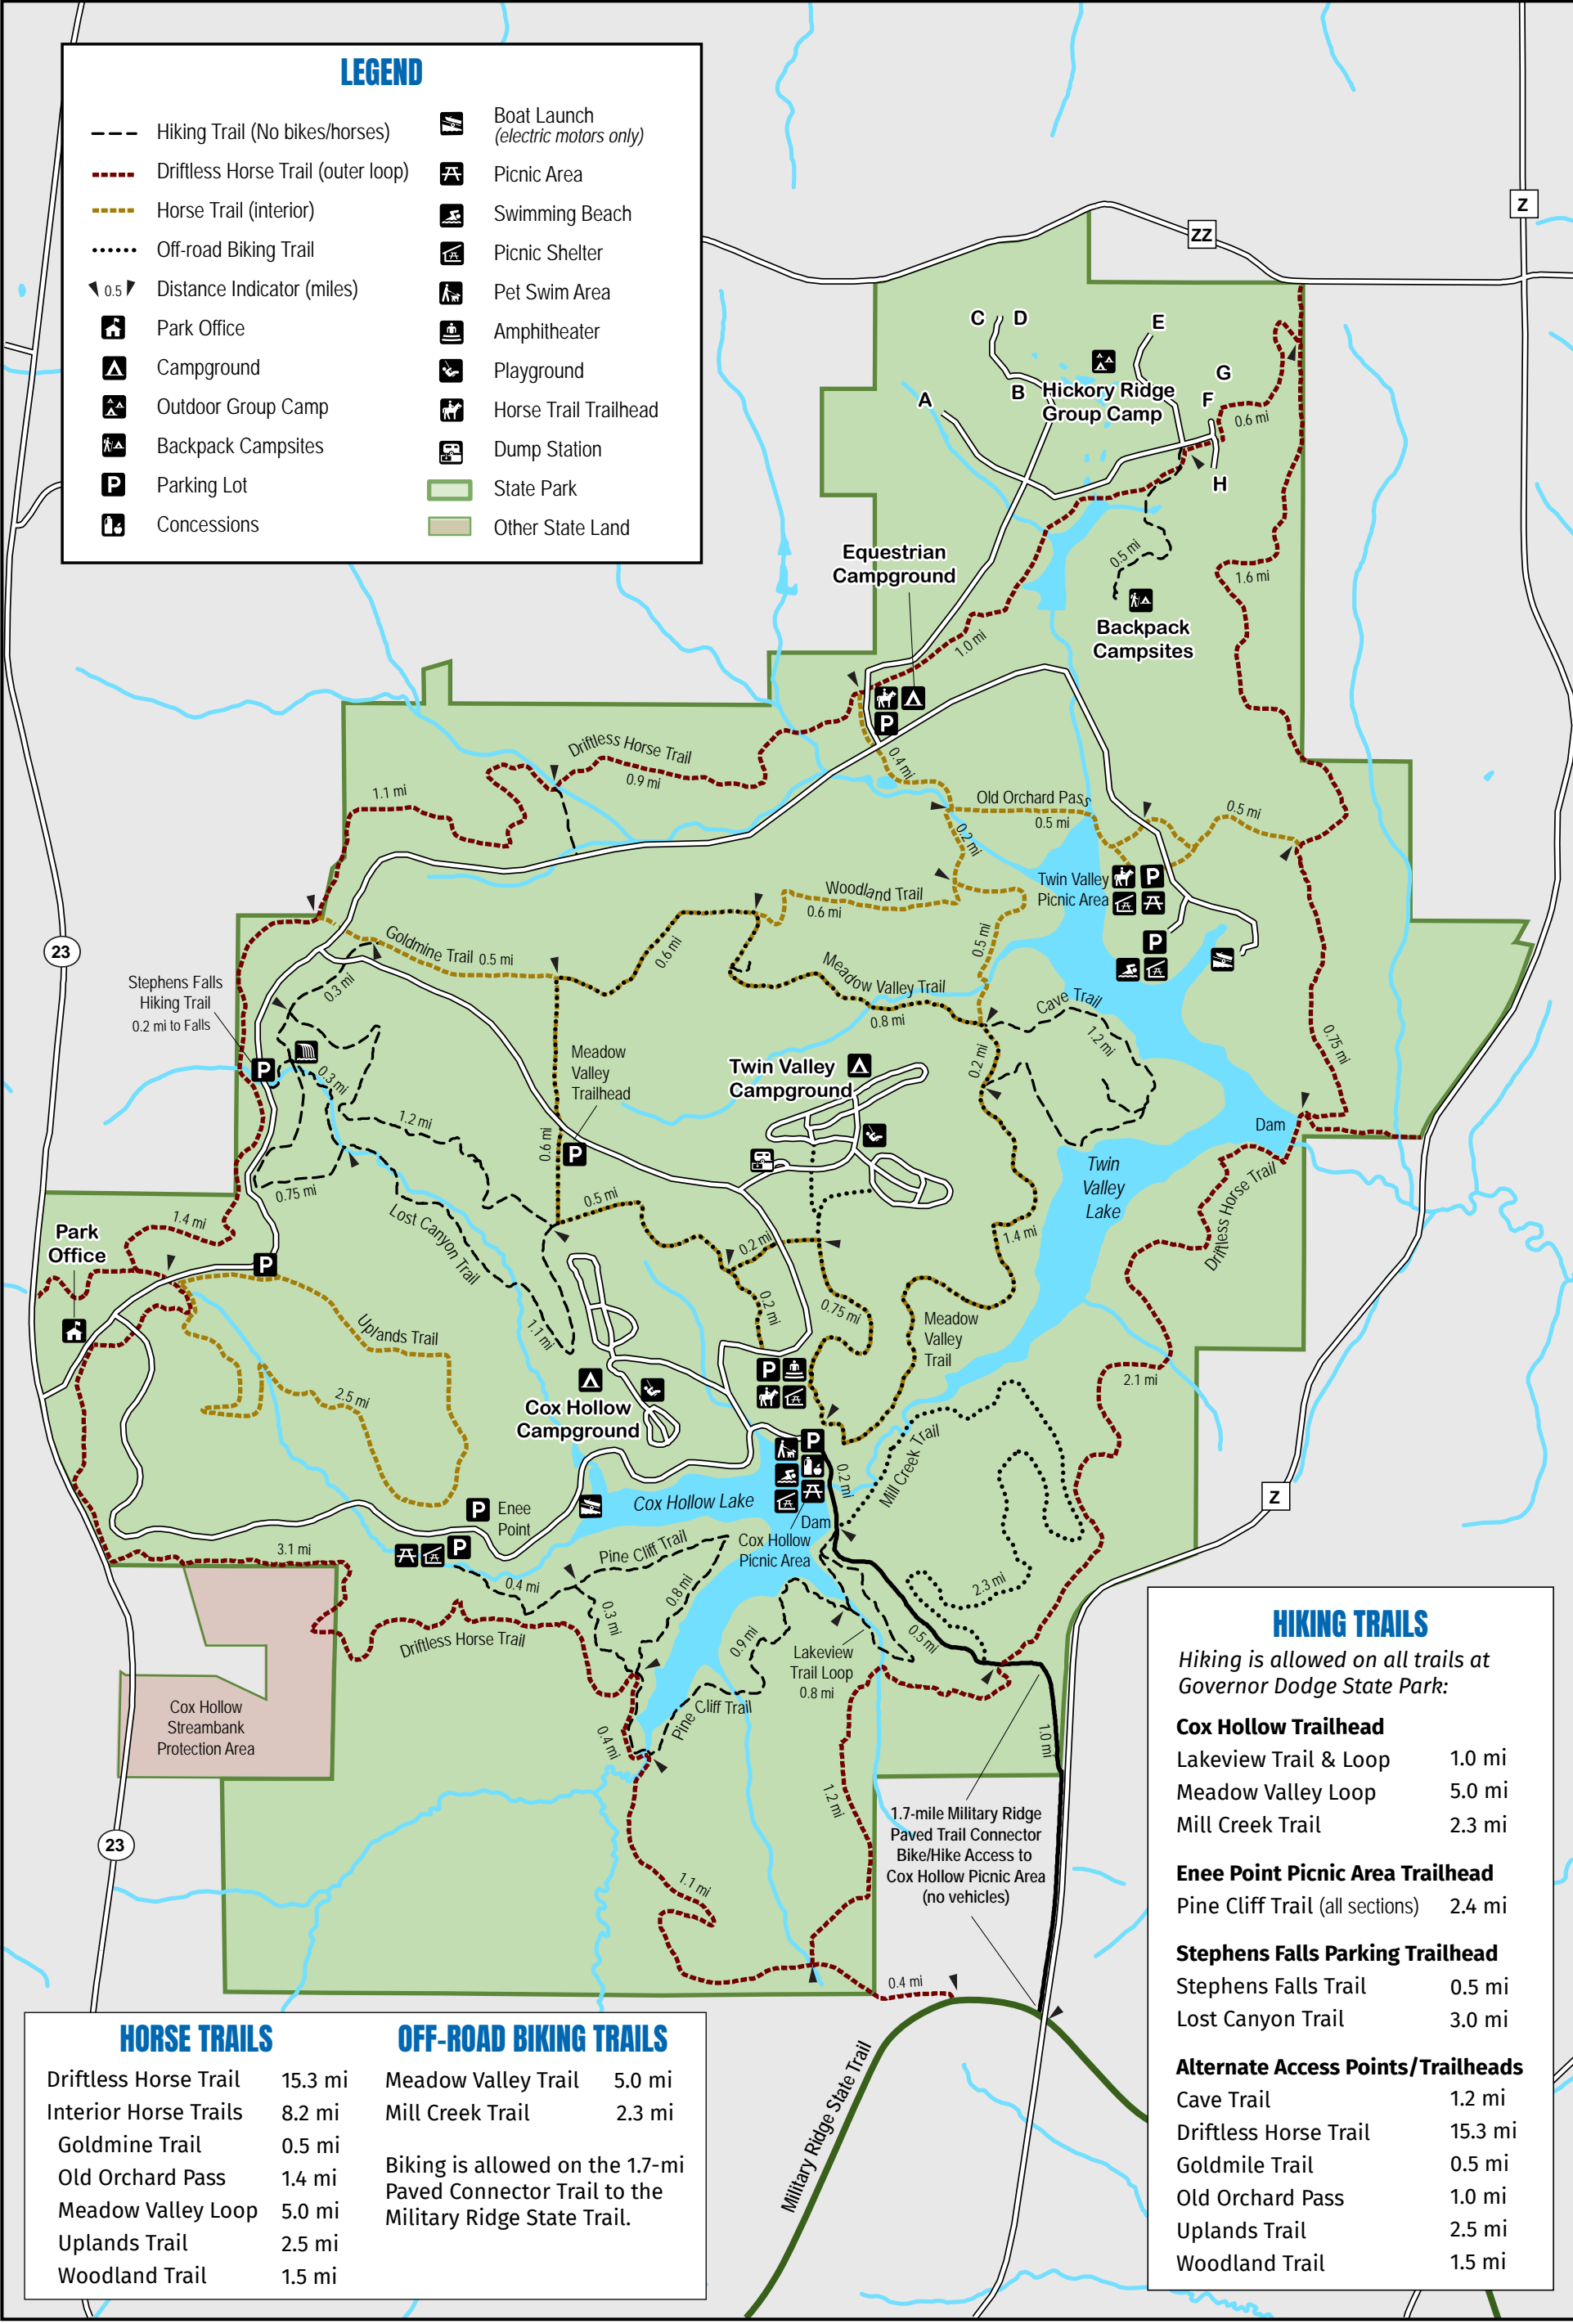 LEGEND
Hiking Trail (No bikes/horses)
Driftless Horse Trail (outer loop)
Horse Trail (interior)
Off-road Biking Trail
0.5
Distance Indicator (miles)
Park Office
Campground
Outdoor Group Camp
Backpack Campsites
P
Parking Lot
Concessions
Boat Launch
(electric motors only)
Picnic Area
Swimming Beach
Picnic Shelter
Pet Swim Area
Amphitheater
Playground
Horse Trail Trailhead
Dump Station
State Park
Other State Land
Z
ZZ
C
D
E
G
B
Hickory Ridge
Group Camp
A
F
0.6 mi
H
0.5 mi
Equestrian
Campground
1.6 mi
Backpack
Campsites
1.0 mi
P
Driftless Horse Trail
0.9 mi
0.4 mi
1.1 mi
Old Orchard Pass
0.5 mi
0.5 mi
0.2 mi
Twin Valley
Picnic Area
P
Woodland Trail
0.6 mi
23
Goldmine Trail 0.5 mi
0.6 mi
0.5 mi
P
Stephens Falls
Hiking Trail
0.2 mi to Falls
0.3 mi
Meadow Valley Trail
0.8 mi
Cave Trail
1.2 mi
P
0.3 mi
Meadow
Valley
Trailhead
Twin Valley
Campground
0.2 mi
0.75 mi
1.2 mi
0.6 mi
P
Dam
Twin
Valley
Lake
0.75 mi
0.5 mi
Driftless Horse Trail
Park
Office
1.4 mi
Lost Canyon Trail
0.2 mi
1.4 mi
P
0.2 mi
0.75 mi
Uplands Trail
1.1 mi
Meadow
Valley
Trail
P
2.1 mi
2.5 mi
Cox Hollow
Campground
P
0.2 mi
Mill Creek Trail
Z
P
Enee
Point
Cox Hollow Lake
Dam
Cox Hollow
Picnic Area
P
3.1 mi
Pine Cliff Trail
0.4 mi
0.8 mi
2.3 mi
0.3 mi
Driftless Horse Trail
0.9 mi
0.5 mi
Lakeview
Trail Loop
0.8 mi
Pine Cliff Trail
Cox Hollow
Streambank
Protection Area
0.4 mi
1.0 mi
1.2 mi
1.7-mile Military Ridge
Paved Trail Connector
Bike/Hike Access to
Cox Hollow Picnic Area
(no vehicles)
23
1.1 mi
0.4 mi
Military Ridge State Trail
HORSE TRAILS
Driftless Horse Trail 15.3 mi
Interior Horse Trails 8.2 mi
Goldmine Trail 0.5 mi
Old Orchard Pass 1.4 mi
Meadow Valley Loop 5.0 mi
Uplands Trail 2.5 mi
Woodland Trail 1.5 mi
OFF-ROAD BIKING TRAILS
Meadow Valley Trail 5.0 mi
Mill Creek Trail 2.3 mi
Biking is allowed on the 1.7-mi
Paved Connector Trail to the
Military Ridge State Trail.
HIKING TRAILS
Hiking is allowed on all trails at
Governor Dodge State Park:
Cox Hollow Trailhead
Lakeview Trail & Loop 1.0 mi
Meadow Valley Loop 5.0 mi
Mill Creek Trail 2.3 mi
Enee Point Picnic Area Trailhead
Pine Cliff Trail (all sections) 2.4 mi
Stephens Falls Parking Trailhead
Stephens Falls Trail 0.5 mi
Lost Canyon Trail 3.0 mi
Alternate Access Points/Trailheads
Cave Trail 1.2 mi
Driftless Horse Trail 15.3 mi
Goldmile Trail 0.5 mi
Old Orchard Pass 1.0 mi
Uplands Trail 2.5 mi
Woodland Trail 1.5 mi